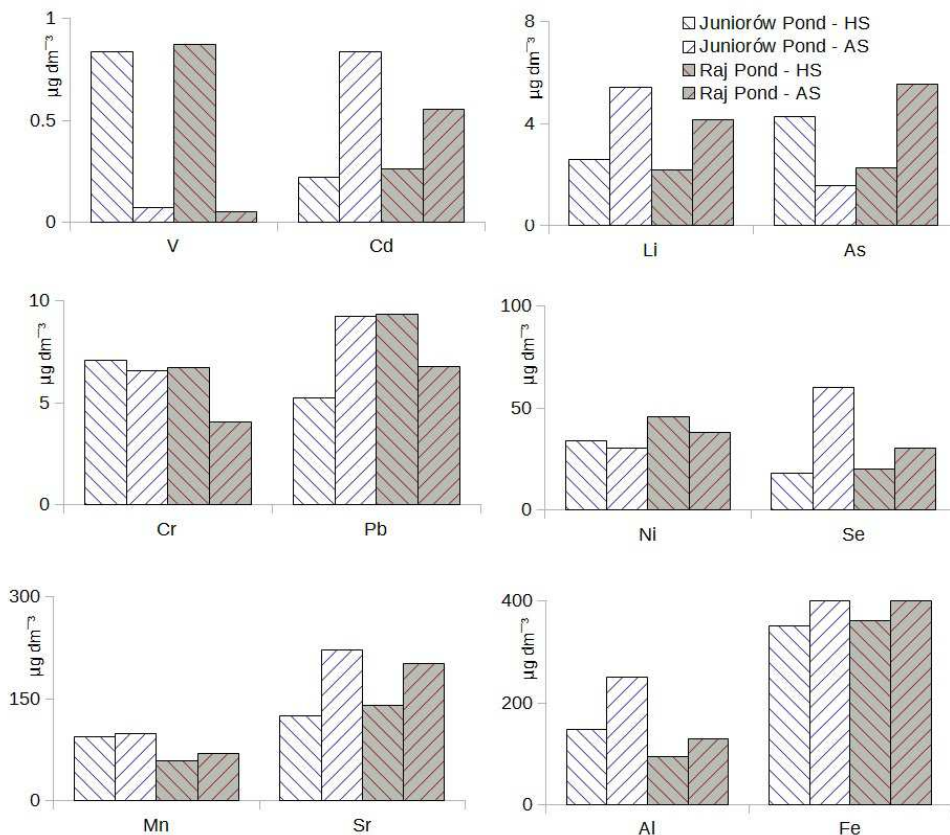 µg dm⁻³
1
0.5
0
V Cd
µg dm⁻³
8
4
0
Li As
Juniorów Pond - HS
Juniorów Pond - AS
Raj Pond - HS
Raj Pond - AS
µg dm⁻³
10
5
0
Cr Pb
µg dm⁻³
100
50
0
Ni Se
µg dm⁻³
300
150
0
Mn Sr
µg dm⁻³
400
200
0
Al Fe